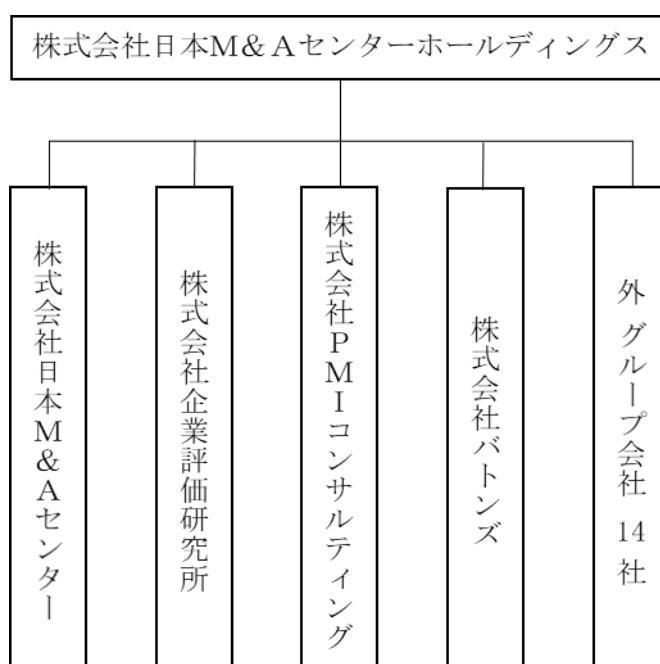 株式会社日本M&Aセンターホールディングス
株式会社日本M&Aセンター
株式会社企業評価研究所
株式会社PMIコンサルティング
株式会社バトンズ
外 グループ会社 14 社